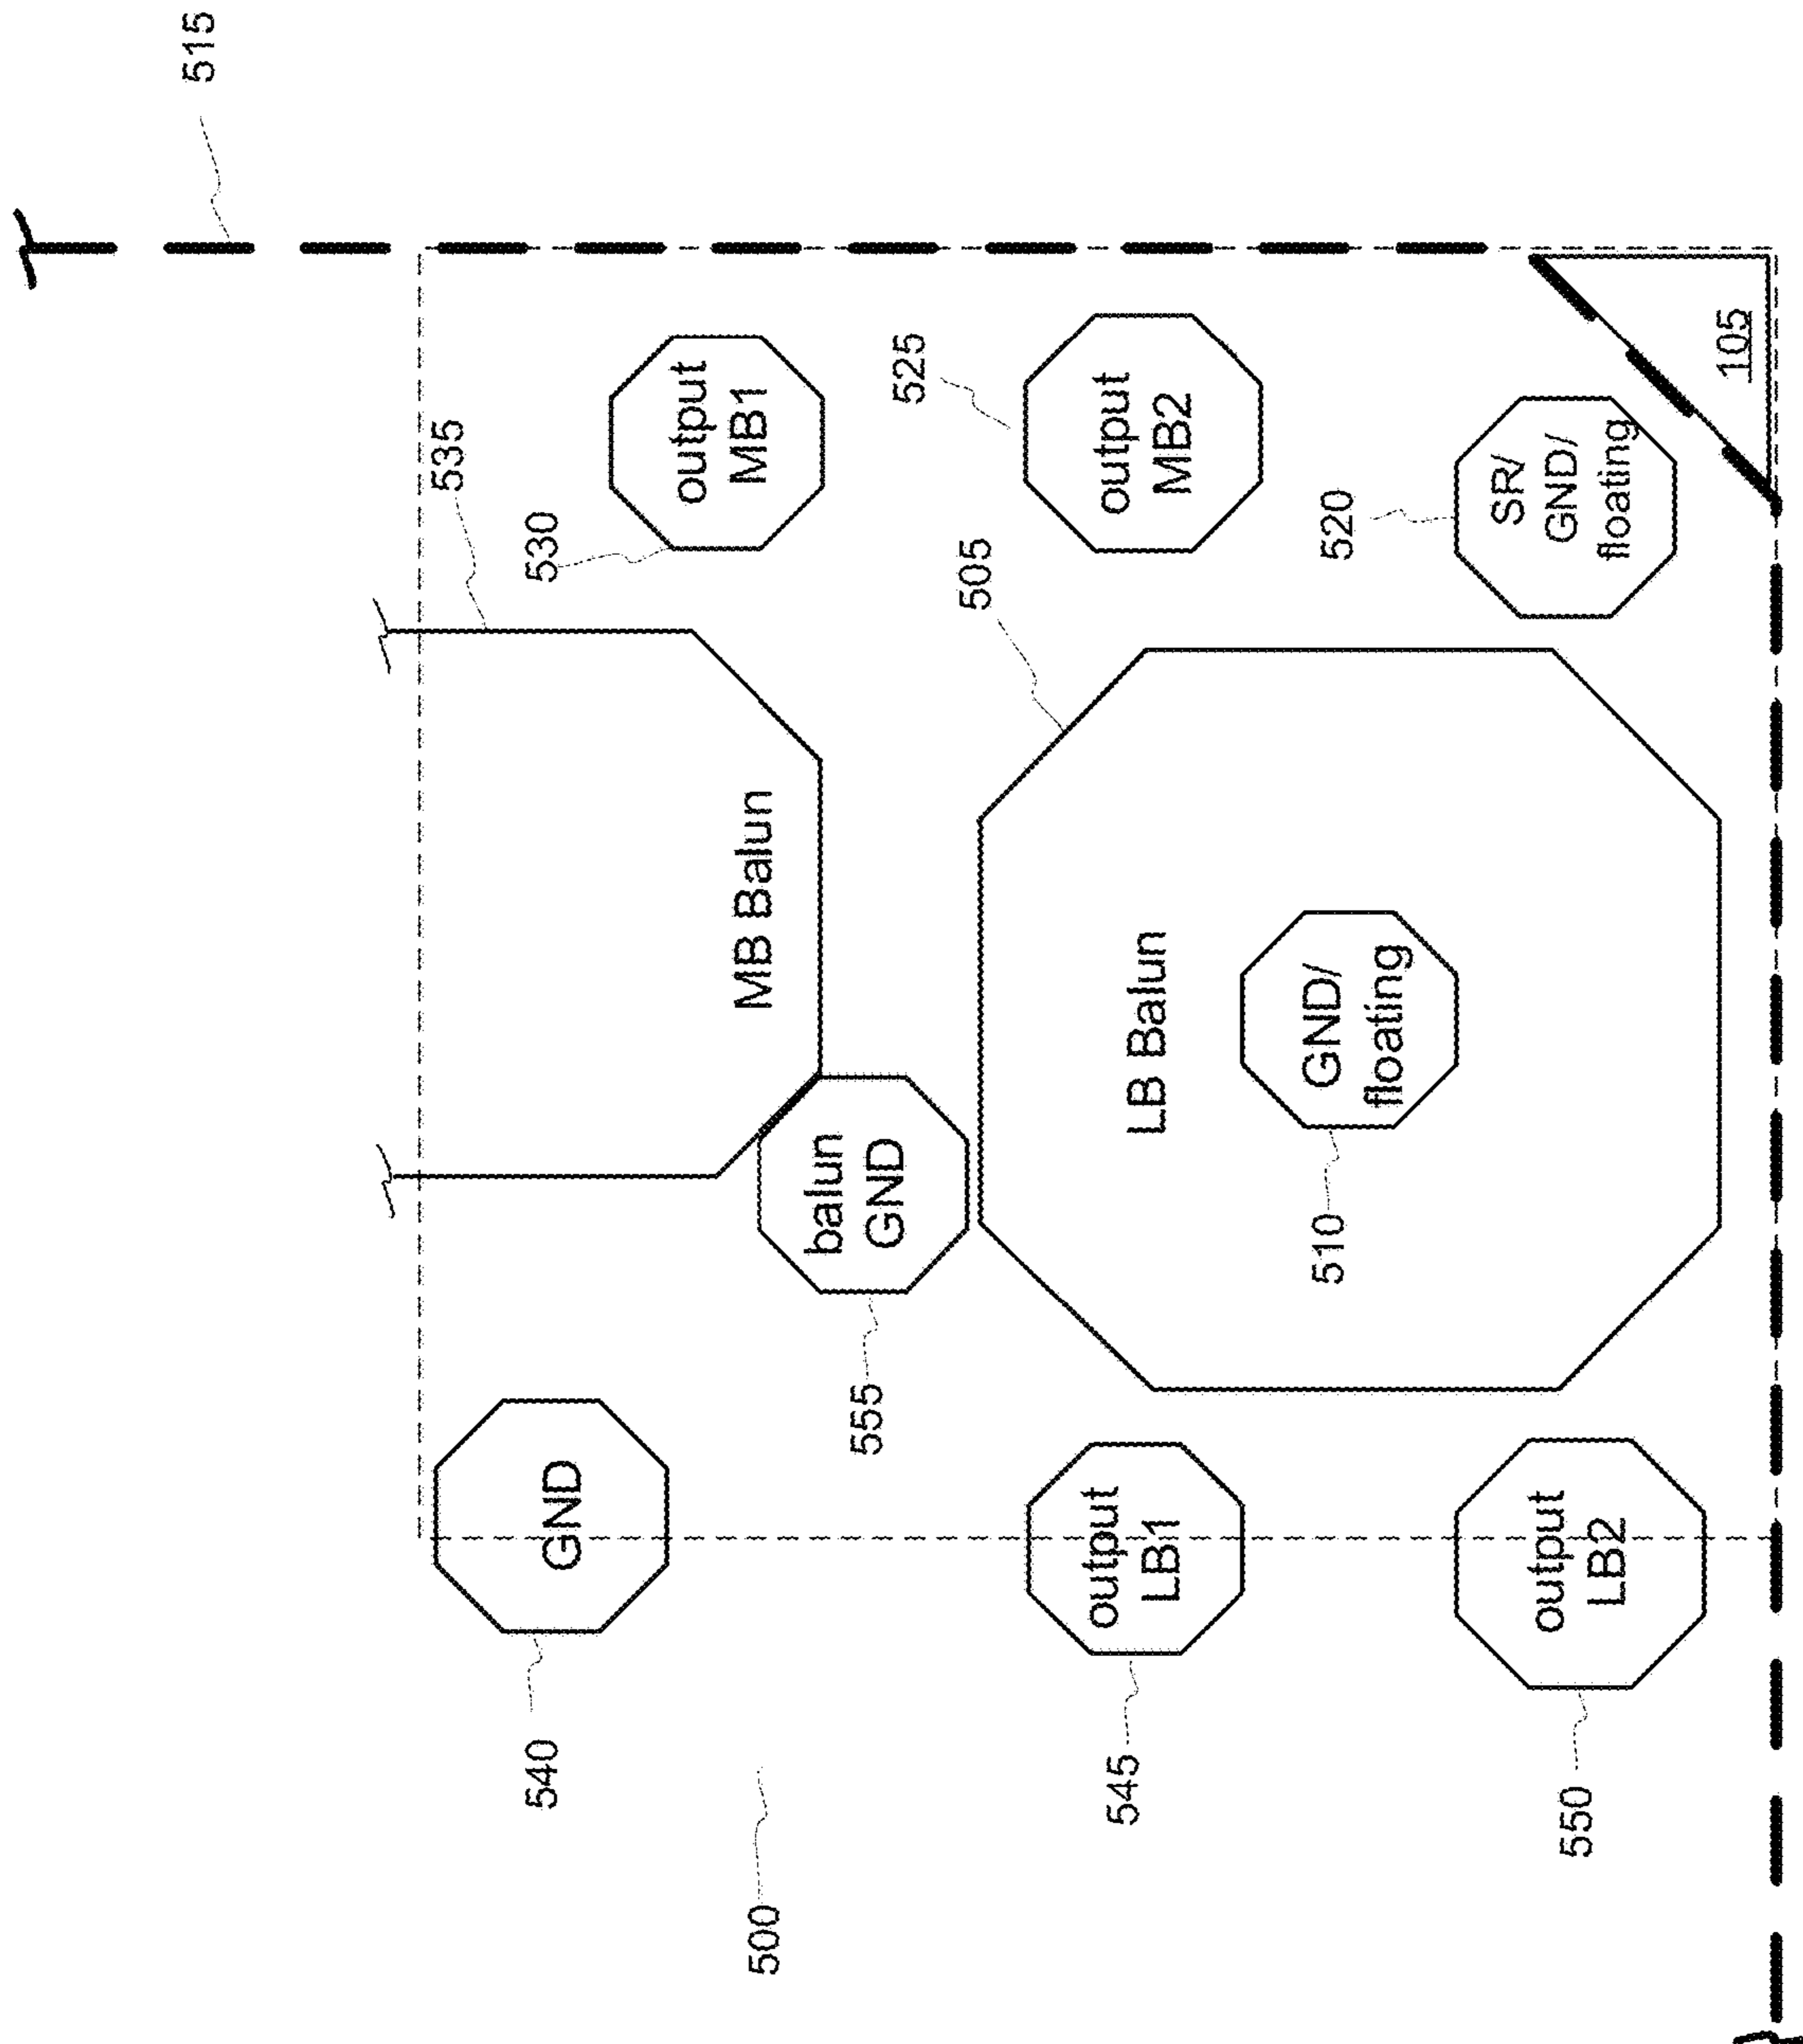 515
535
540
GND
530
output
MB1
500
MB Balun
balun
GND
555
525
505
545
output
LB1
LB Balun
output
MB2
510
GND/
floating
520
550
output
LB2
SR/
GND/
floating
105